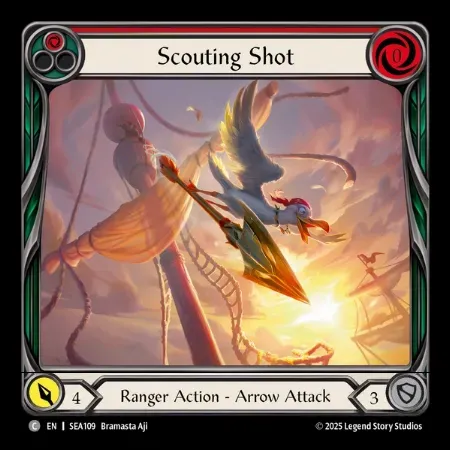 Scouting Shot
0
4
Ranger Action - Arrow Attack
3
C EN | SEA109 Bramasta Aji
©2025 Legend Story Studios